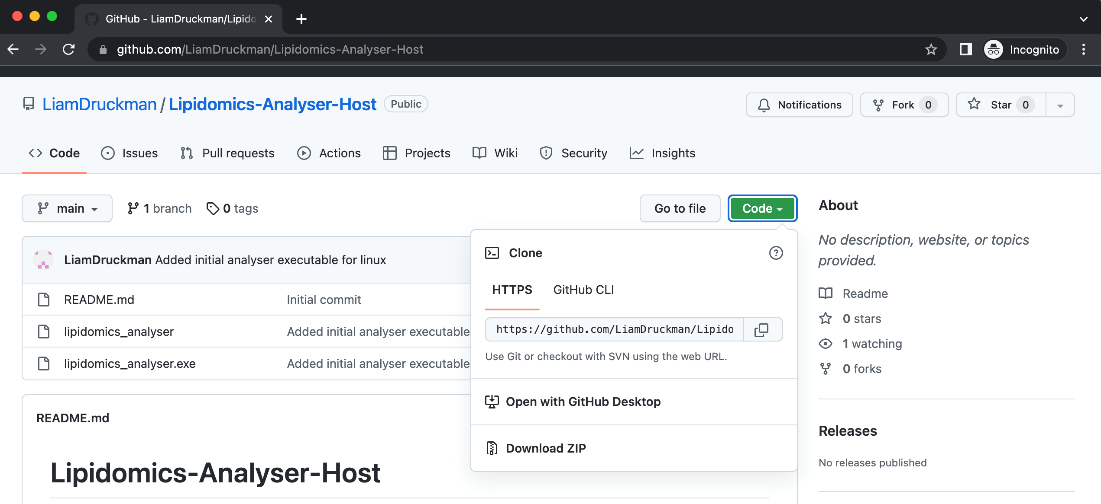 GitHub - LiamDruckman/Lipido
github.com/LiamDruckman/Lipidomics-Analyser-Host
Incognito
LiamDruckman / Lipidomics-Analyser-Host Public
Notifications Fork 0 Star 0
Code Issues Pull requests Actions Projects Wiki Security Insights
main 1 branch 0 tags
Go to file Code
LiamDruckman Added initial analyser executable for linux
README.md Initial commit
lipidomics_analyser Added initial analyser executable
lipidomics_analyser.exe Added initial analyser executable
README.md
Lipidomics-Analyser-Host
Clone
HTTPS GitHub CLI
https://github.com/LiamDruckman/Lipido
Use Git or checkout with SVN using the web URL.
Open with GitHub Desktop
Download ZIP
About
No description, website, or topics
provided.
Readme
0 stars
1 watching
0 forks
Releases
No releases published